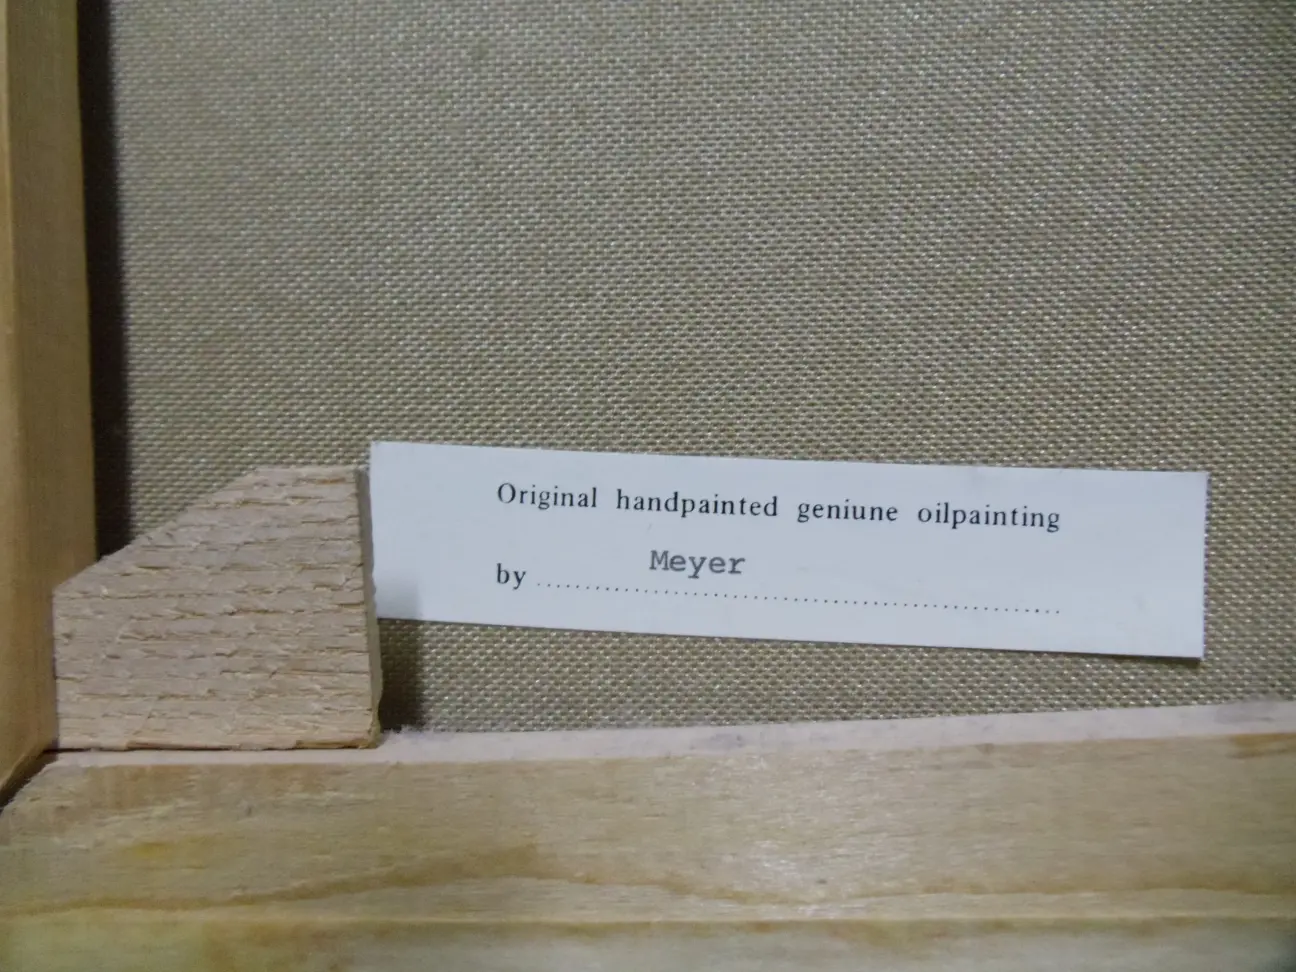 Original handpainted geniune oilpainting
by ........................................... Meyer